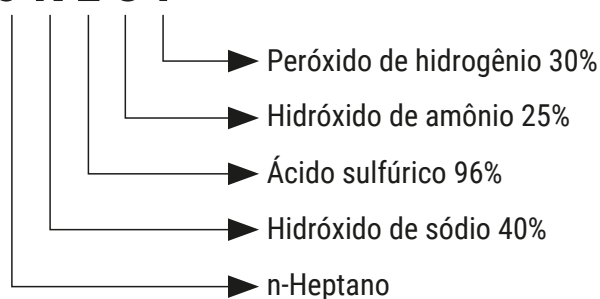 Peróxido de hidrogênio 30%
Hidróxido de amônio 25%
Ácido sulfúrico 96%
Hidróxido de sódio 40%
n-Heptano